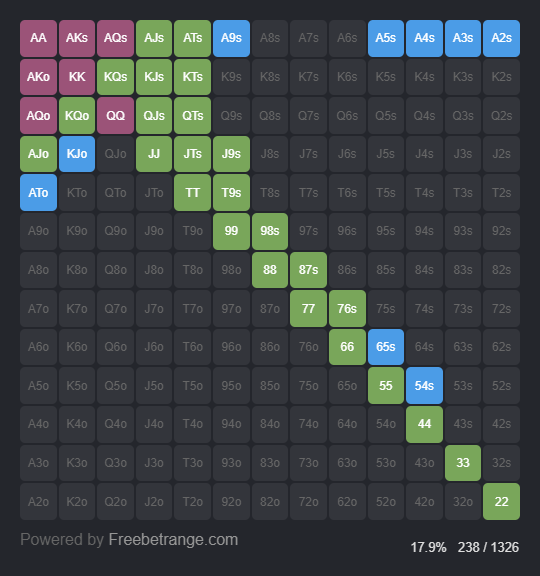 AA AKs AQs AJs ATs A9s A8s A7s A6s A5s A4s A3s A2s
AKo KK KQs KJs KTs K9s K8s K7s K6s K5s K4s K3s K2s
AQo KQo QQ QJs QTs Q9s Q8s Q7s Q6s Q5s Q4s Q3s Q2s
AJo KJo QJo JJ JTs J9s J8s J7s J6s J5s J4s J3s J2s
ATo KTo QTo JTo TT T9s T8s T7s T6s T5s T4s T3s T2s
A9o K9o Q9o J9o T9o 99 98s 97s 96s 95s 94s 93s 92s
A8o K8o Q8o J8o T8o 98o 88 87s 86s 85s 84s 83s 82s
A7o K7o Q7o J7o T7o 97o 87o 77 76s 75s 74s 73s 72s
A6o K6o Q6o J6o T6o 96o 86o 76o 66 65s 64s 63s 62s
A5o K5o Q5o J5o T5o 95o 85o 75o 65o 55 54s 53s 52s
A4o K4o Q4o J4o T4o 94o 84o 74o 64o 54o 44 43s 42s
A3o K3o Q3o J3o T3o 93o 83o 73o 63o 53o 43o 33 32s
A2o K2o Q2o J2o T2o 92o 82o 72o 62o 52o 42o 32o 22
Powered by Freebetrange.com
17.9% 238 / 1326